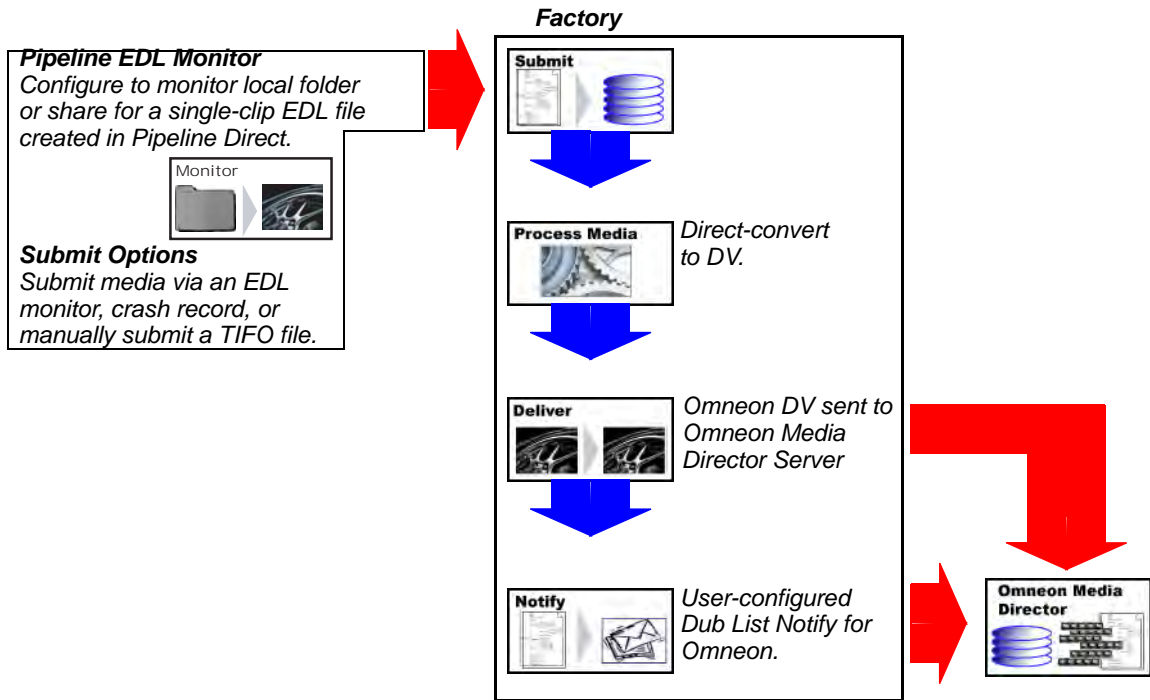 Factory
Pipeline EDL Monitor
Configure to monitor local folder
or share for a single-clip EDL file
created in Pipeline Direct.
Monitor
Submit Options
Submit media via an EDL
monitor, crash record, or
manually submit a TIFO file.
Submit
Process Media
Direct-convert
to DV.
Deliver
Omneon DV sent to
Omneon Media
Director Server
Notify
User-configured
Dub List Notify for
Omneon.
Omneon Media
Director